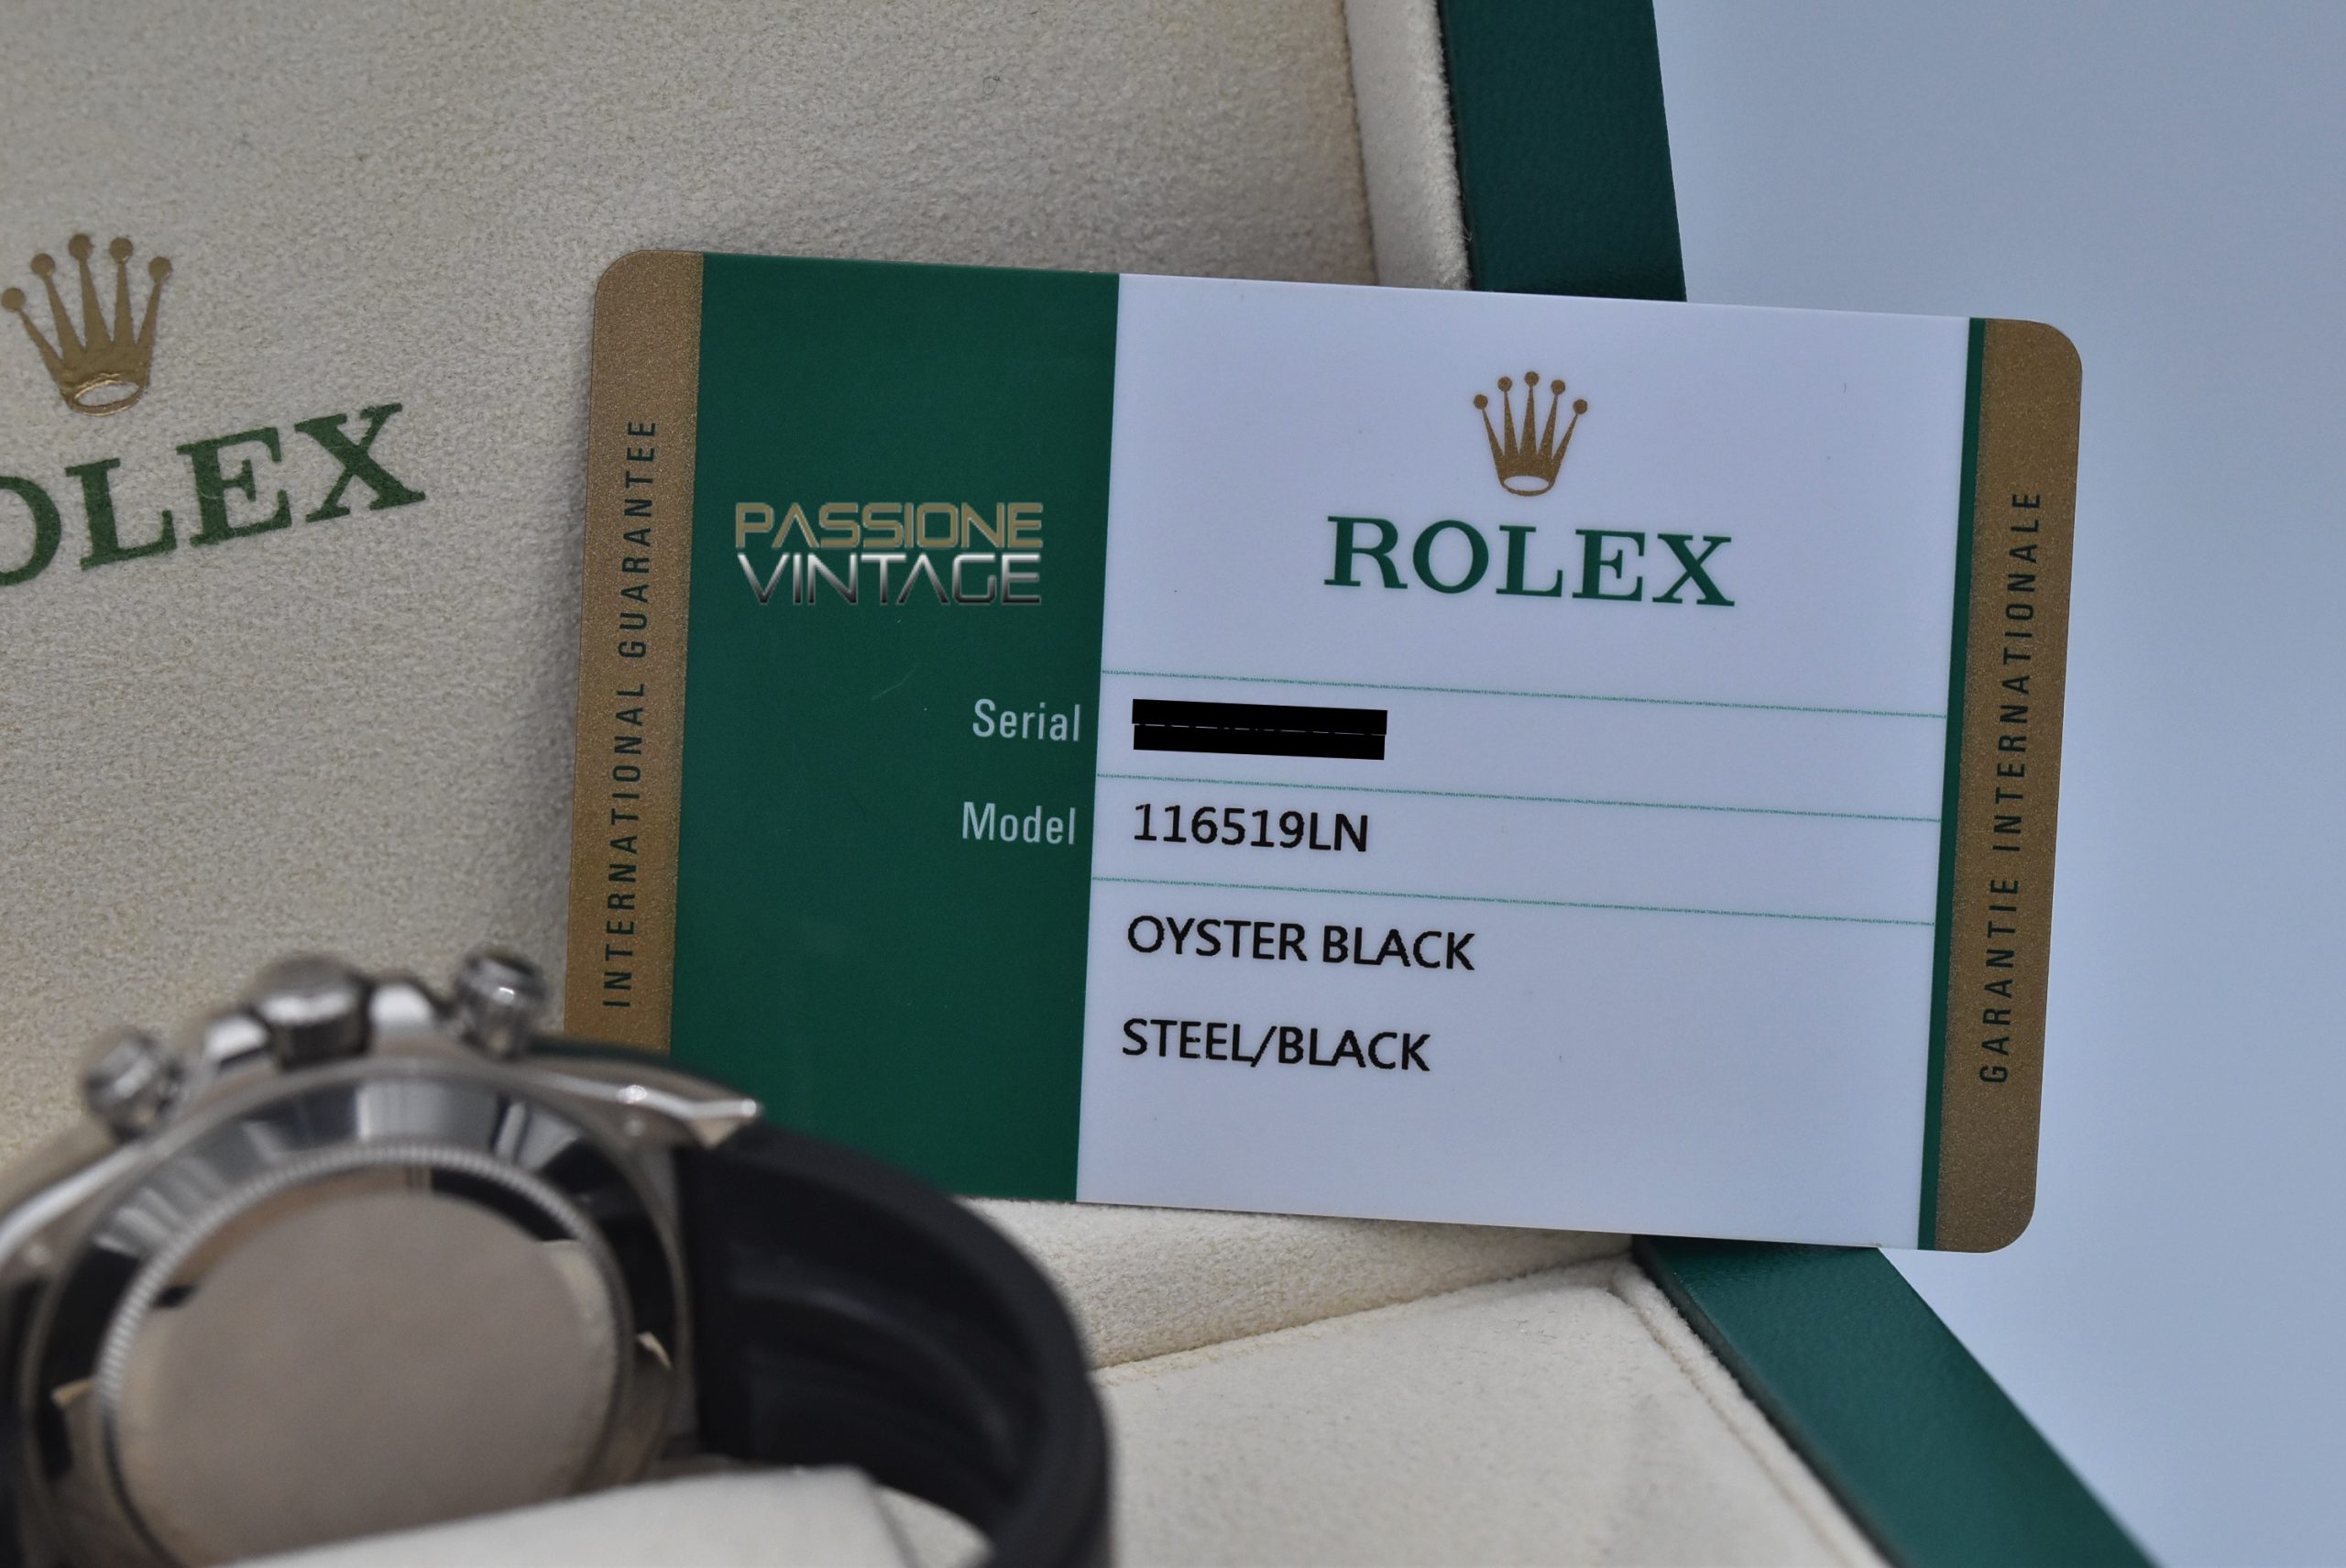 OLEX
INTERNATIONAL GUARANTEE
PASSIONE
VINTAGE
ROLEX
Serial
Model 116519LN
OYSTER BLACK
STEEL/BLACK
GARANTIE INTERNATIONALE